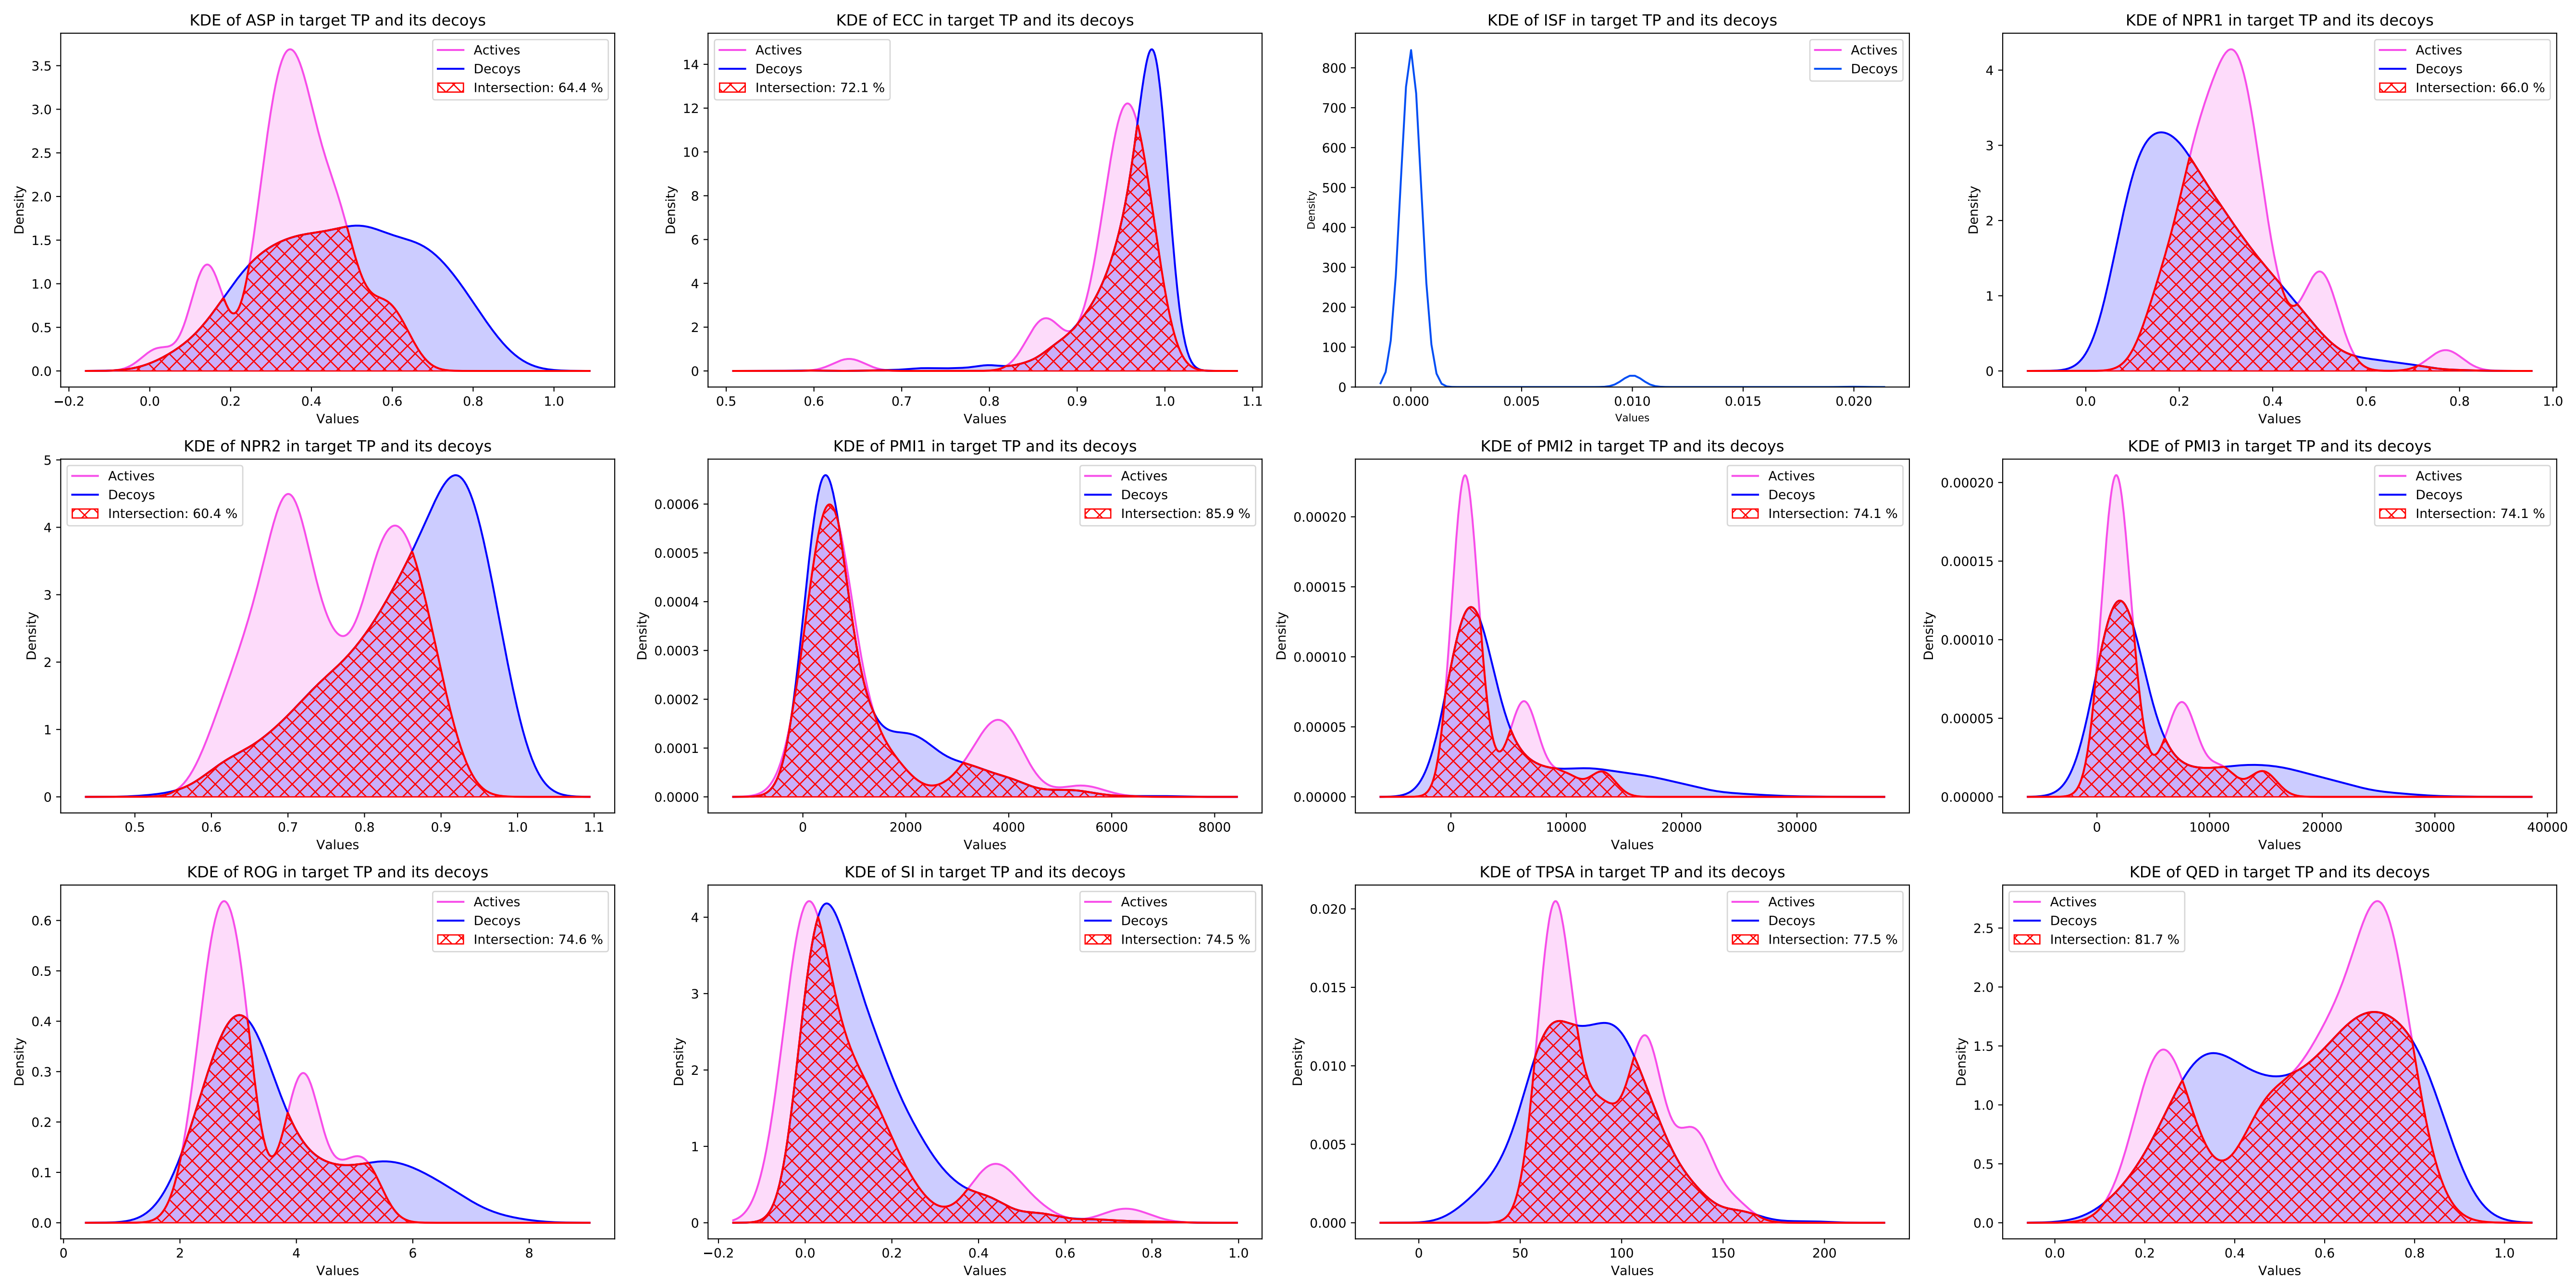 KDE of ASP in target TP and its decoys
Actives
Decoys
Intersection: 64.4 %
Density
3.5
3.0
2.5
2.0
1.5
1.0
0.5
0.0
−0.2 0.0 0.2 0.4 0.6 0.8 1.0
Values
KDE of ECC in target TP and its decoys
Actives
Decoys
Intersection: 72.1 %
Density
14
12
10
8
6
4
2
0
0.5 0.6 0.7 0.8 0.9 1.0 1.1
Values
KDE of ISF in target TP and its decoys
Actives
Decoys
Density
800
700
600
500
400
300
200
100
0
0.000 0.005 0.010 0.015 0.020
Values
KDE of NPR1 in target TP and its decoys
Actives
Decoys
Intersection: 66.0 %
Density
4
3
2
1
0
0.0 0.2 0.4 0.6 0.8 1.0
Values
KDE of NPR2 in target TP and its decoys
Actives
Decoys
Intersection: 60.4 %
Density
5
4
3
2
1
0
0.5 0.6 0.7 0.8 0.9 1.0 1.1
Values
KDE of PMI1 in target TP and its decoys
Actives
Decoys
Intersection: 85.9 %
Density
0.0006
0.0005
0.0004
0.0003
0.0002
0.0001
0.0000
0 2000 4000 6000 8000
Values
KDE of PMI2 in target TP and its decoys
Actives
Decoys
Intersection: 74.1 %
Density
0.00020
0.00015
0.00010
0.00005
0.00000
0 10000 20000 30000
Values
KDE of PMI3 in target TP and its decoys
Actives
Decoys
Intersection: 74.1 %
Density
0.00020
0.00015
0.00010
0.00005
0.00000
0 10000 20000 30000 40000
Values
KDE of ROG in target TP and its decoys
Actives
Decoys
Intersection: 74.6 %
Density
0.6
0.5
0.4
0.3
0.2
0.1
0.0
0 2 4 6 8
Values
KDE of SI in target TP and its decoys
Actives
Decoys
Intersection: 74.5 %
Density
4
3
2
1
0
−0.2 0.0 0.2 0.4 0.6 0.8 1.0
Values
KDE of TPSA in target TP and its decoys
Actives
Decoys
Intersection: 77.5 %
Density
0.020
0.015
0.010
0.005
0.000
0 50 100 150 200
Values
KDE of QED in target TP and its decoys
Actives
Decoys
Intersection: 81.7 %
Density
2.5
2.0
1.5
1.0
0.5
0.0
0.0 0.2 0.4 0.6 0.8 1.0
Values